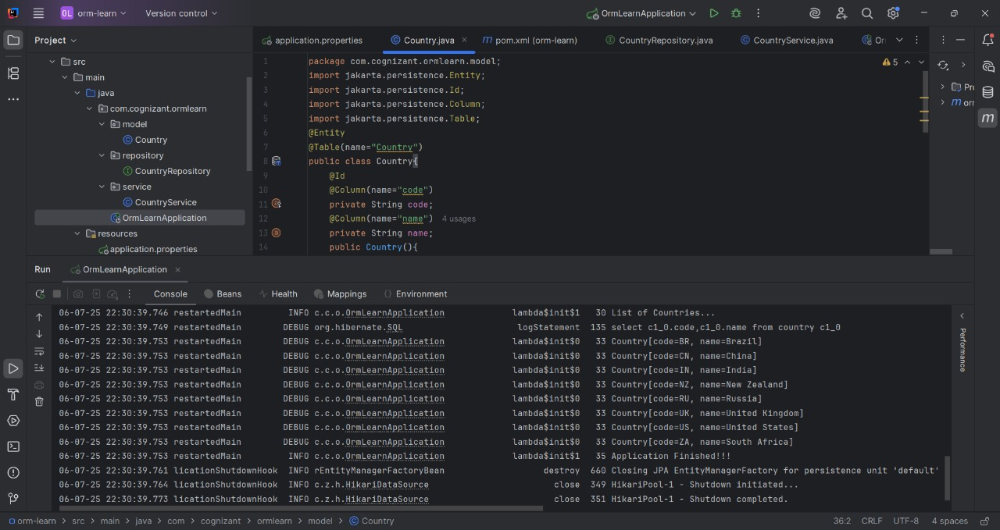 OL orm-learn Version control OrmLearnApplication
Project
src
main
java
com.cognizant.ormlearn
model
Country
repository
CountryRepository
service
CountryService
OrmLearnApplication
resources
application.properties
application.properties Country.java pom.xml (orm-learn) CountryRepository.java CountryService.java
1 package com.cognizant.ormlearn.model;
2 import jakarta.persistence.Entity;
3 import jakarta.persistence.Id;
4 import jakarta.persistence.Column;
5 import jakarta.persistence.Table;
6 @Entity
7 @Table(name="Country")
8 public class Country{
9 @Id
10 @Column(name="code")
11 private String code;
12 @Column(name="name") 4 usages
13 private String name;
14 public Country(){
5
Run OrmLearnApplication
Console Beans Health Mappings Environment
06-07-25 22:30:39.746 restartedMain INFO c.c.o.OrmLearnApplication lambda$init$1 30 List of Countries...
06-07-25 22:30:39.749 restartedMain DEBUG org.hibernate.SQL logStatement 135 select c1_0.code,c1_0.name from country c1_0
06-07-25 22:30:39.753 restartedMain DEBUG c.c.o.OrmLearnApplication lambda$init$0 33 Country[code=BR, name=Brazil]
06-07-25 22:30:39.753 restartedMain DEBUG c.c.o.OrmLearnApplication lambda$init$0 33 Country[code=CN, name=China]
06-07-25 22:30:39.753 restartedMain DEBUG c.c.o.OrmLearnApplication lambda$init$0 33 Country[code=IN, name=India]
06-07-25 22:30:39.753 restartedMain DEBUG c.c.o.OrmLearnApplication lambda$init$0 33 Country[code=NZ, name=New Zealand]
06-07-25 22:30:39.753 restartedMain DEBUG c.c.o.OrmLearnApplication lambda$init$0 33 Country[code=RU, name=Russia]
06-07-25 22:30:39.753 restartedMain DEBUG c.c.o.OrmLearnApplication lambda$init$0 33 Country[code=UK, name=United Kingdom]
06-07-25 22:30:39.753 restartedMain DEBUG c.c.o.OrmLearnApplication lambda$init$0 33 Country[code=US, name=United States]
06-07-25 22:30:39.753 restartedMain DEBUG c.c.o.OrmLearnApplication lambda$init$0 33 Country[code=ZA, name=South Africa]
06-07-25 22:30:39.753 restartedMain INFO c.c.o.OrmLearnApplication lambda$init$1 35 Application Finished!!!
06-07-25 22:30:39.761 licationShutdownHook INFO rEntityManagerFactoryBean destroy 660 Closing JPA EntityManagerFactory for persistence unit 'default'
06-07-25 22:30:39.764 licationShutdownHook INFO c.z.h.HikariDataSource close 349 HikariPool-1 - Shutdown initiated...
06-07-25 22:30:39.773 licationShutdownHook INFO c.z.h.HikariDataSource close 351 HikariPool-1 - Shutdown completed.
Performance
orm-learn > src > main > java > com > cognizant > ormlearn > model > Country 36:2 CRLF UTF-8 4 spaces